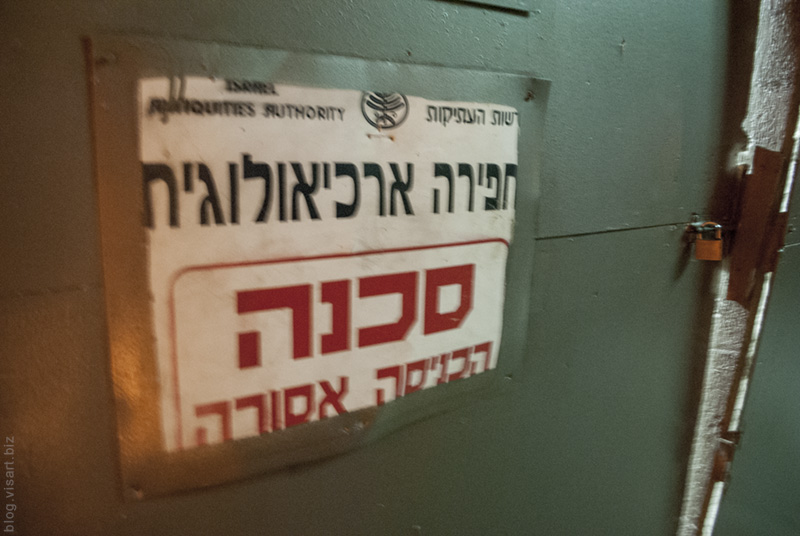 ISRAEL
ANTIQUITIES AUTHORITY
רשות העתיקות
חפירה ארכיאולוגית
סכנה
הכניסה אסורה
blog.visart.biz